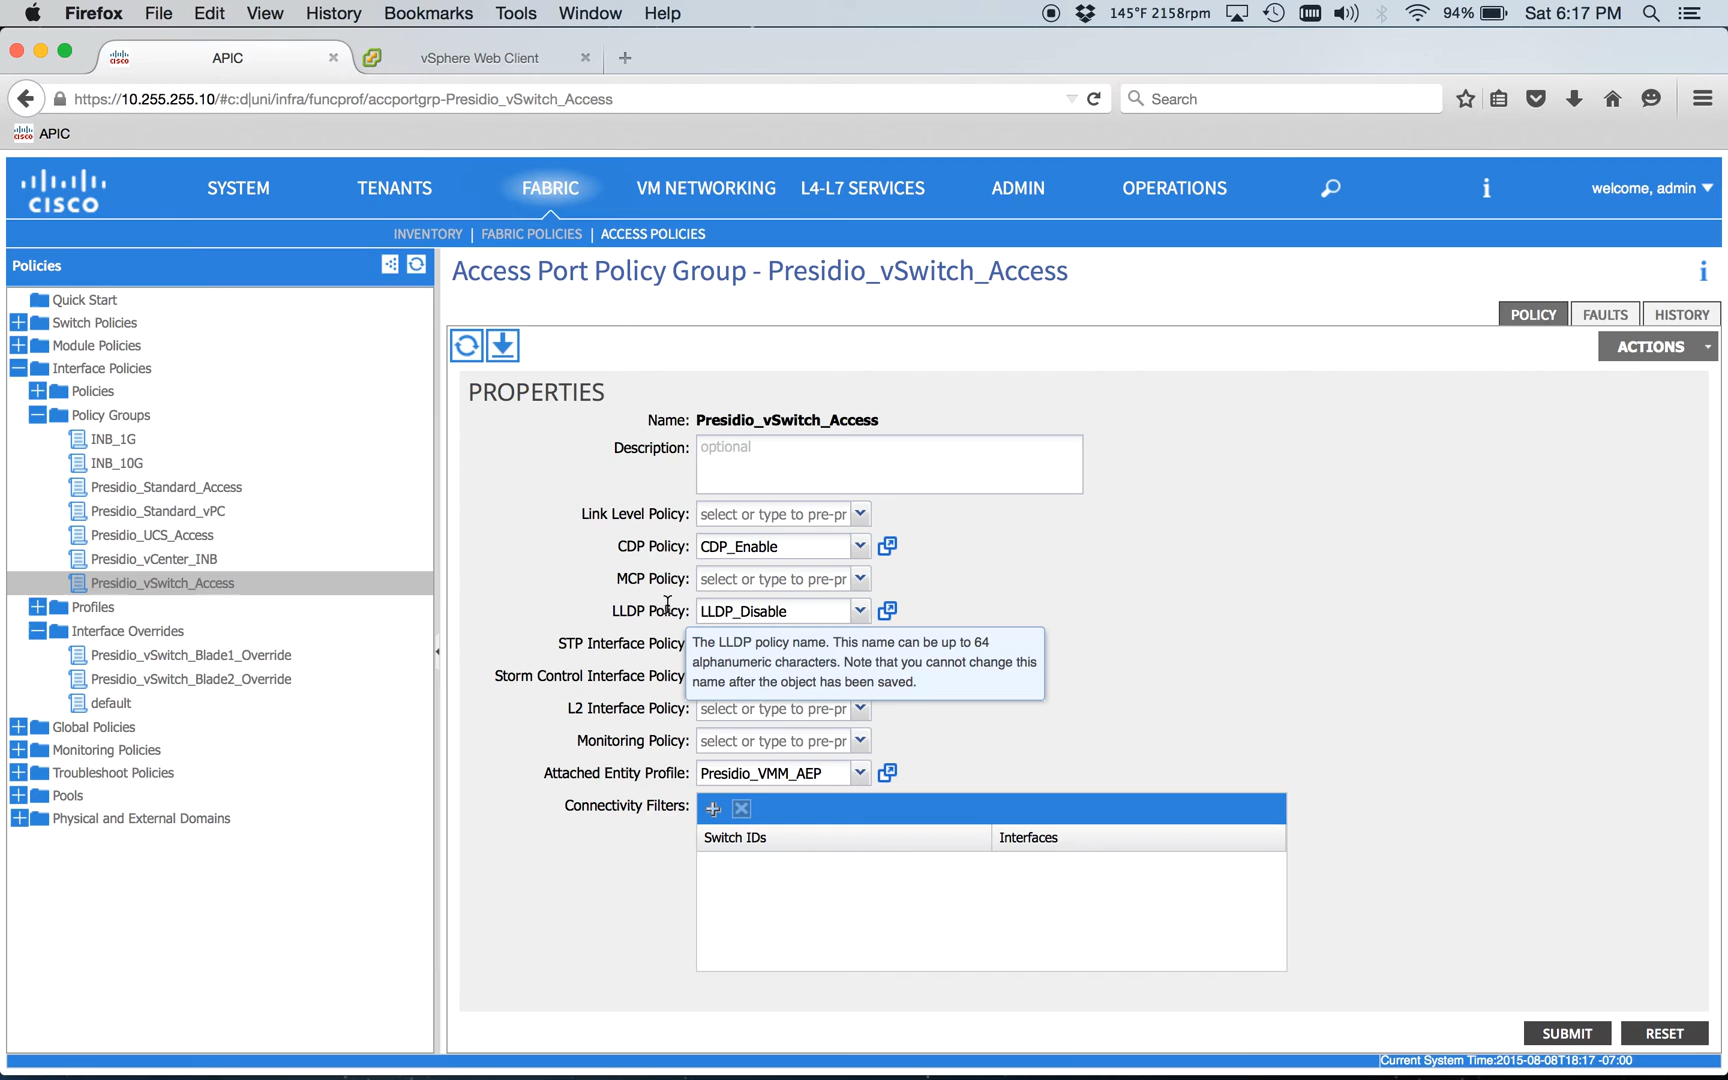 Firefox File Edit View History Bookmarks Tools Window Help 145°F 2158rpm 94% Sat 6:17 PM
APIC vSphere Web Client
https://10.255.255.10/#c:d|uni/infra/funcprof/accportgrp-Presidio_vSwitch_Access Search
APIC
CISCO SYSTEM TENANTS FABRIC VM NETWORKING L4-L7 SERVICES ADMIN OPERATIONS i welcome, admin
INVENTORY | FABRIC POLICIES | ACCESS POLICIES
Policies
Quick Start
Switch Policies
Module Policies
Interface Policies
Policies
Policy Groups
INB_1G
INB_10G
Presidio_Standard_Access
Presidio_Standard_vPC
Presidio_UCS_Access
Presidio_vCenter_INB
Presidio_vSwitch_Access
Profiles
Interface Overrides
Presidio_vSwitch_Blade1_Override
Presidio_vSwitch_Blade2_Override
default
Global Policies
Monitoring Policies
Troubleshoot Policies
Pools
Physical and External Domains
Access Port Policy Group - Presidio_vSwitch_Access i
POLICY FAULTS HISTORY
ACTIONS
PROPERTIES
Name: Presidio_vSwitch_Access
Description: optional
Link Level Policy: select or type to pre-pr
CDP Policy: CDP_Enable
MCP Policy: select or type to pre-pr
LLDP Policy: LLDP_Disable
STP Interface Policy
The LLDP policy name. This name can be up to 64
alphanumeric characters. Note that you cannot change this
name after the object has been saved.
Storm Control Interface Policy
L2 Interface Policy: select or type to pre-pr
Monitoring Policy: select or type to pre-pr
Attached Entity Profile: Presidio_VMM_AEP
Connectivity Filters:
Switch IDs Interfaces
SUBMIT RESET
Current System Time:2015-08-08T18:17 -07:00